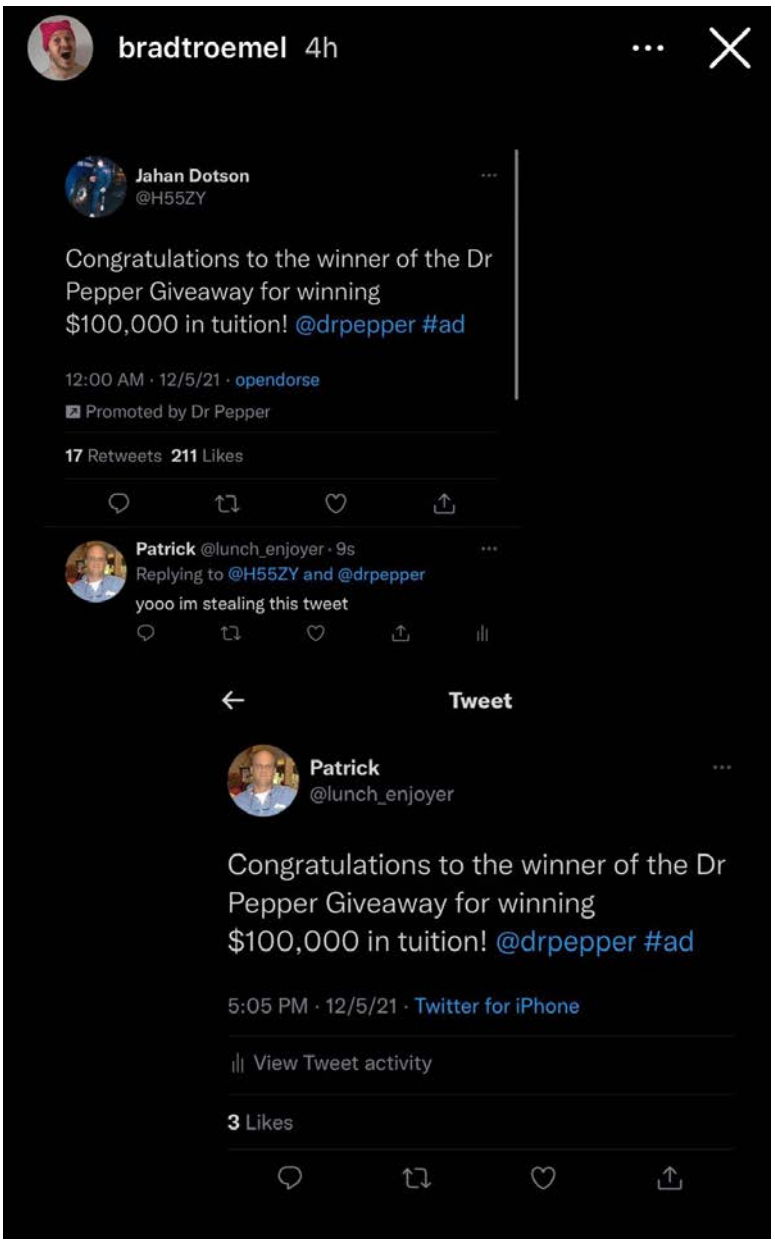 bradtroemel 4h
Jahan Dotson
@H55ZY
Congratulations to the winner of the Dr
Pepper Giveaway for winning
$100,000 in tuition! @drpepper #ad
12:00 AM · 12/5/21 · opendorse
Promoted by Dr Pepper
17 Retweets 211 Likes
Patrick @lunch_enjoyer · 9s
Replying to @H55ZY and @drpepper
yooo im stealing this tweet
Tweet
Patrick
@lunch_enjoyer
Congratulations to the winner of the Dr
Pepper Giveaway for winning
$100,000 in tuition! @drpepper #ad
5:05 PM · 12/5/21 · Twitter for iPhone
View Tweet activity
3 Likes